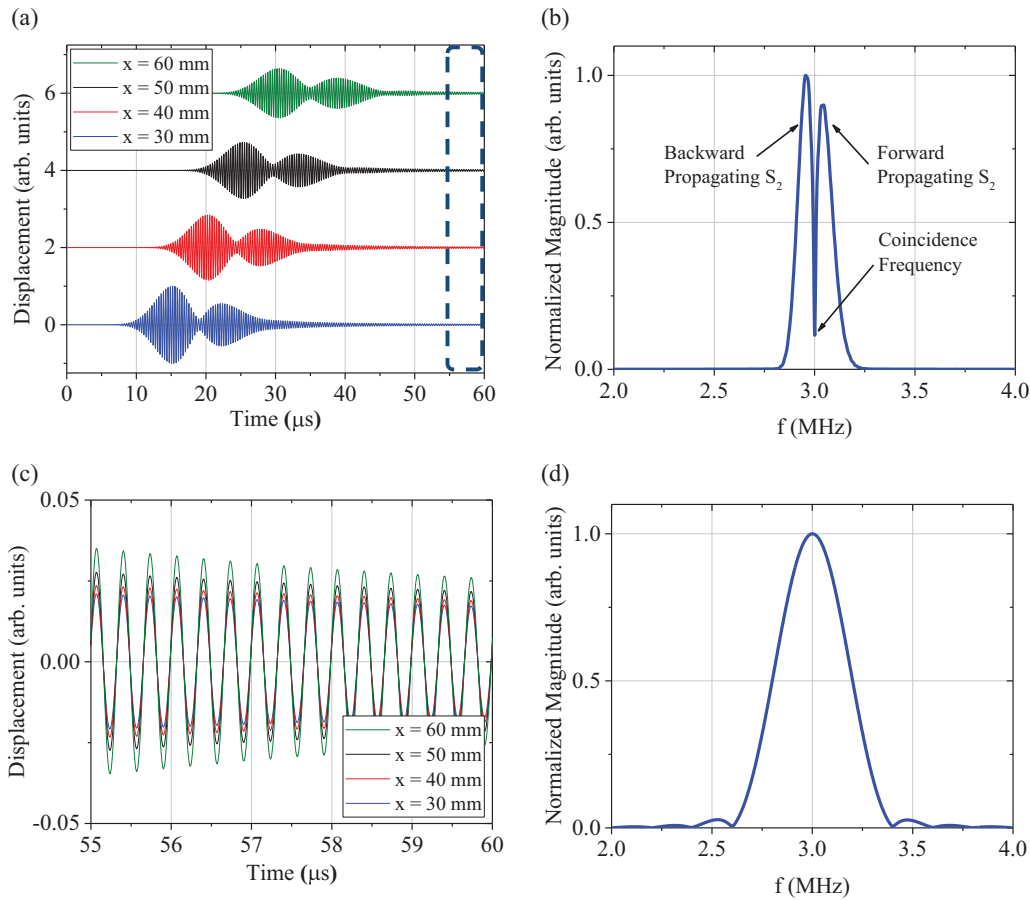 (a)
x = 60 mm
x = 50 mm
x = 40 mm
x = 30 mm
Displacement (arb. units)
6
4
2
0
0 10 20 30 40 50 60
Time (μs)
(b)
Normalized Magnitude (arb. units)
1.0
0.5
0.0
Backward
Propagating S₂
Forward
Propagating S₂
Coincidence
Frequency
2.0 2.5 3.0 3.5 4.0
f (MHz)
(c)
Displacement (arb. units)
0.05
0.00
-0.05
x = 60 mm
x = 50 mm
x = 40 mm
x = 30 mm
55 56 57 58 59 60
Time (μs)
(d)
Normalized Magnitude (arb. units)
1.0
0.5
0.0
2.0 2.5 3.0 3.5 4.0
f (MHz)